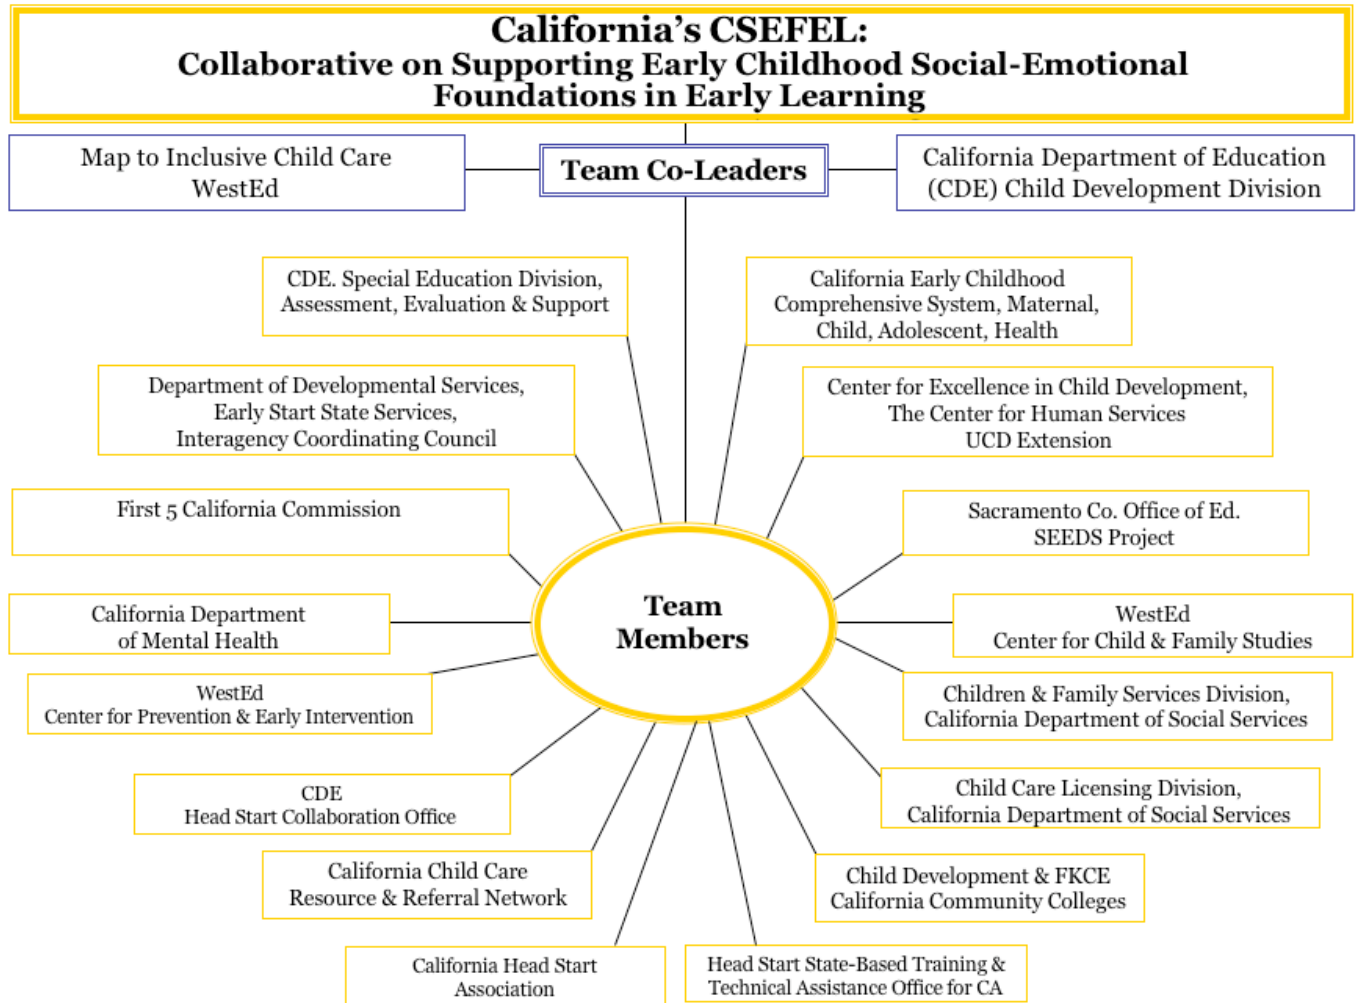 California's CSEFEL:
Collaborative on Supporting Early Childhood Social-Emotional
Foundations in Early Learning
Map to Inclusive Child Care
WestEd
Team Co-Leaders
California Department of Education
(CDE) Child Development Division
CDE. Special Education Division,
Assessment, Evaluation & Support
California Early Childhood
Comprehensive System, Maternal,
Child, Adolescent, Health
Department of Developmental Services,
Early Start State Services,
Interagency Coordinating Council
Center for Excellence in Child Development,
The Center for Human Services
UCD Extension
First 5 California Commission
Sacramento Co. Office of Ed.
SEEDS Project
Team
Members
California Department
of Mental Health
WestEd
Center for Child & Family Studies
WestEd
Center for Prevention & Early Intervention
Children & Family Services Division,
California Department of Social Services
CDE
Head Start Collaboration Office
Child Care Licensing Division,
California Department of Social Services
California Child Care
Resource & Referral Network
Child Development & FKCE
California Community Colleges
California Head Start
Association
Head Start State-Based Training &
Technical Assistance Office for CA